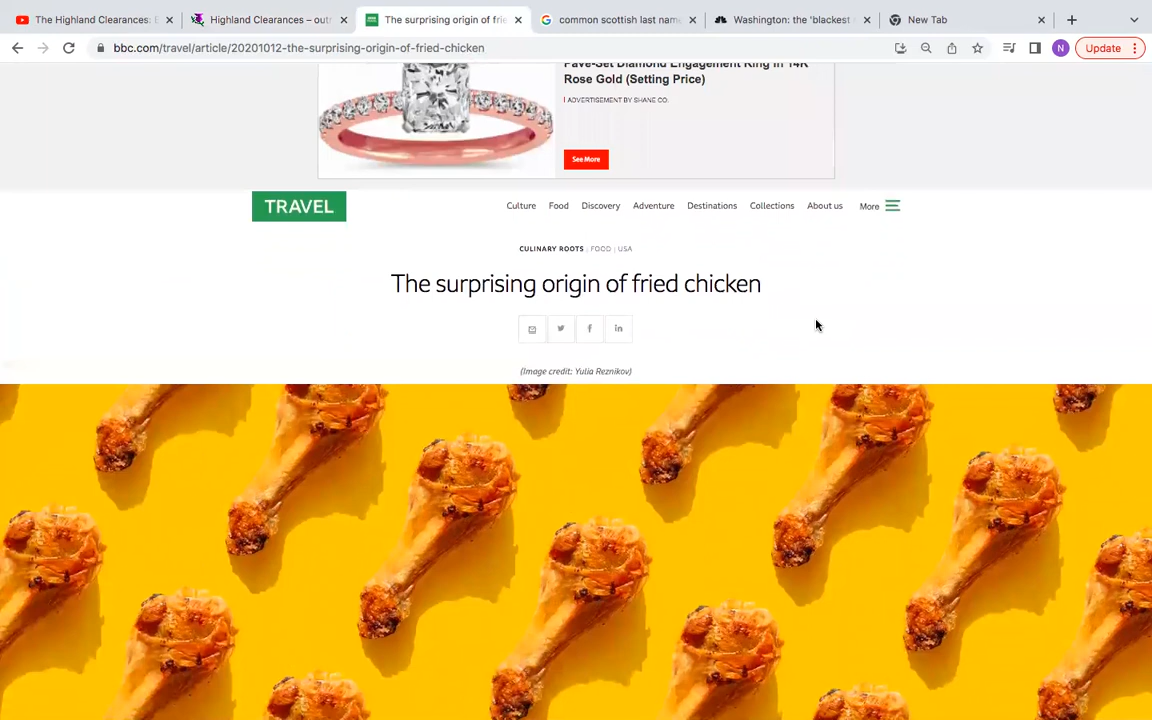 The Highland Clearances: E
Highland Clearances – out
The surprising origin of frie
common scottish last nam
Washington: the 'blackest
New Tab
bbc.com/travel/article/20201012-the-surprising-origin-of-fried-chicken
N
Update
Pave-Set Diamond Engagement Ring in 14K
Rose Gold (Setting Price)
ADVERTISEMENT BY SHANE CO.
See More
TRAVEL
Culture
Food
Discovery
Adventure
Destinations
Collections
About us
More
CULINARY ROOTS | FOOD | USA
The surprising origin of fried chicken
(Image credit: Yulia Reznikov)